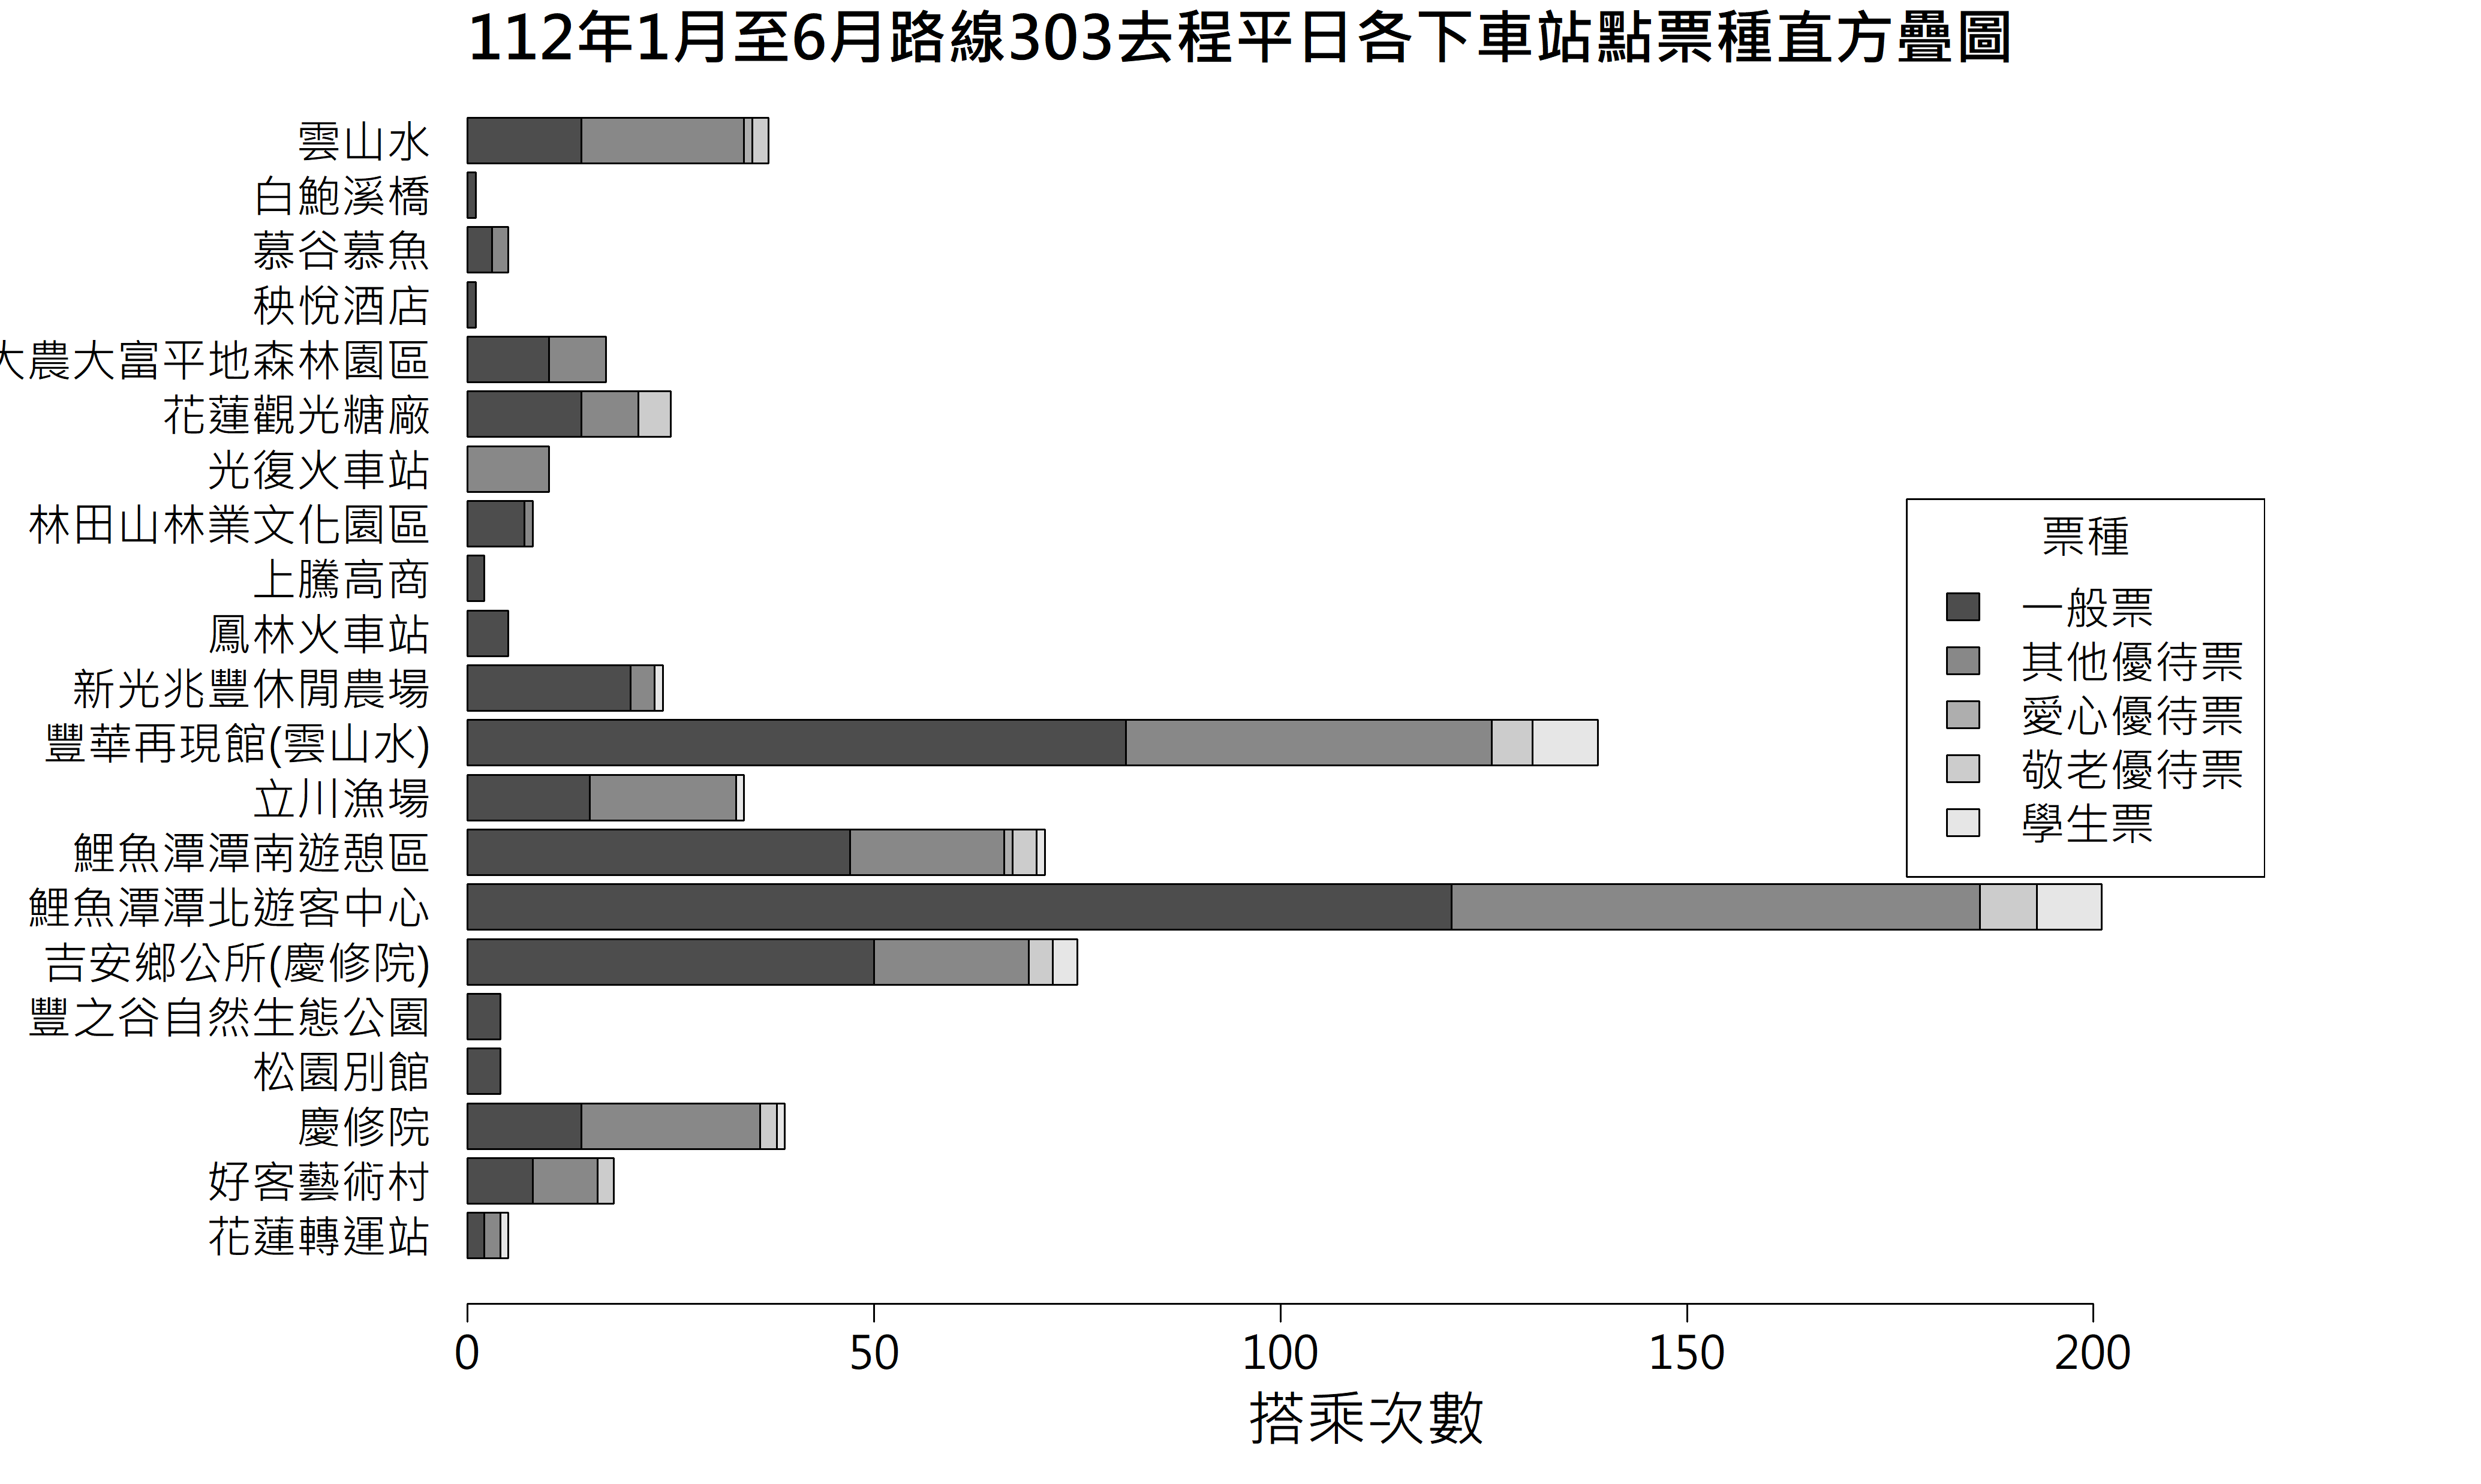 112年1月至6月路線303去程平日各下車站點票種直方疊圖
雲山水
白鮑溪橋
慕谷慕魚
秧悅酒店
大農大富平地森林園區
花蓮觀光糖廠
光復火車站
林田山林業文化園區
上騰高商
鳳林火車站
新光兆豐休閒農場
豐華再現館(雲山水)
立川漁場
鯉魚潭潭南遊憩區
鯉魚潭潭北遊客中心
吉安鄉公所(慶修院)
豐之谷自然生態公園
松園別館
慶修院
好客藝術村
花蓮轉運站
票種
一般票
其他優待票
愛心優待票
敬老優待票
學生票
0 50 100 150 200
搭乘次數